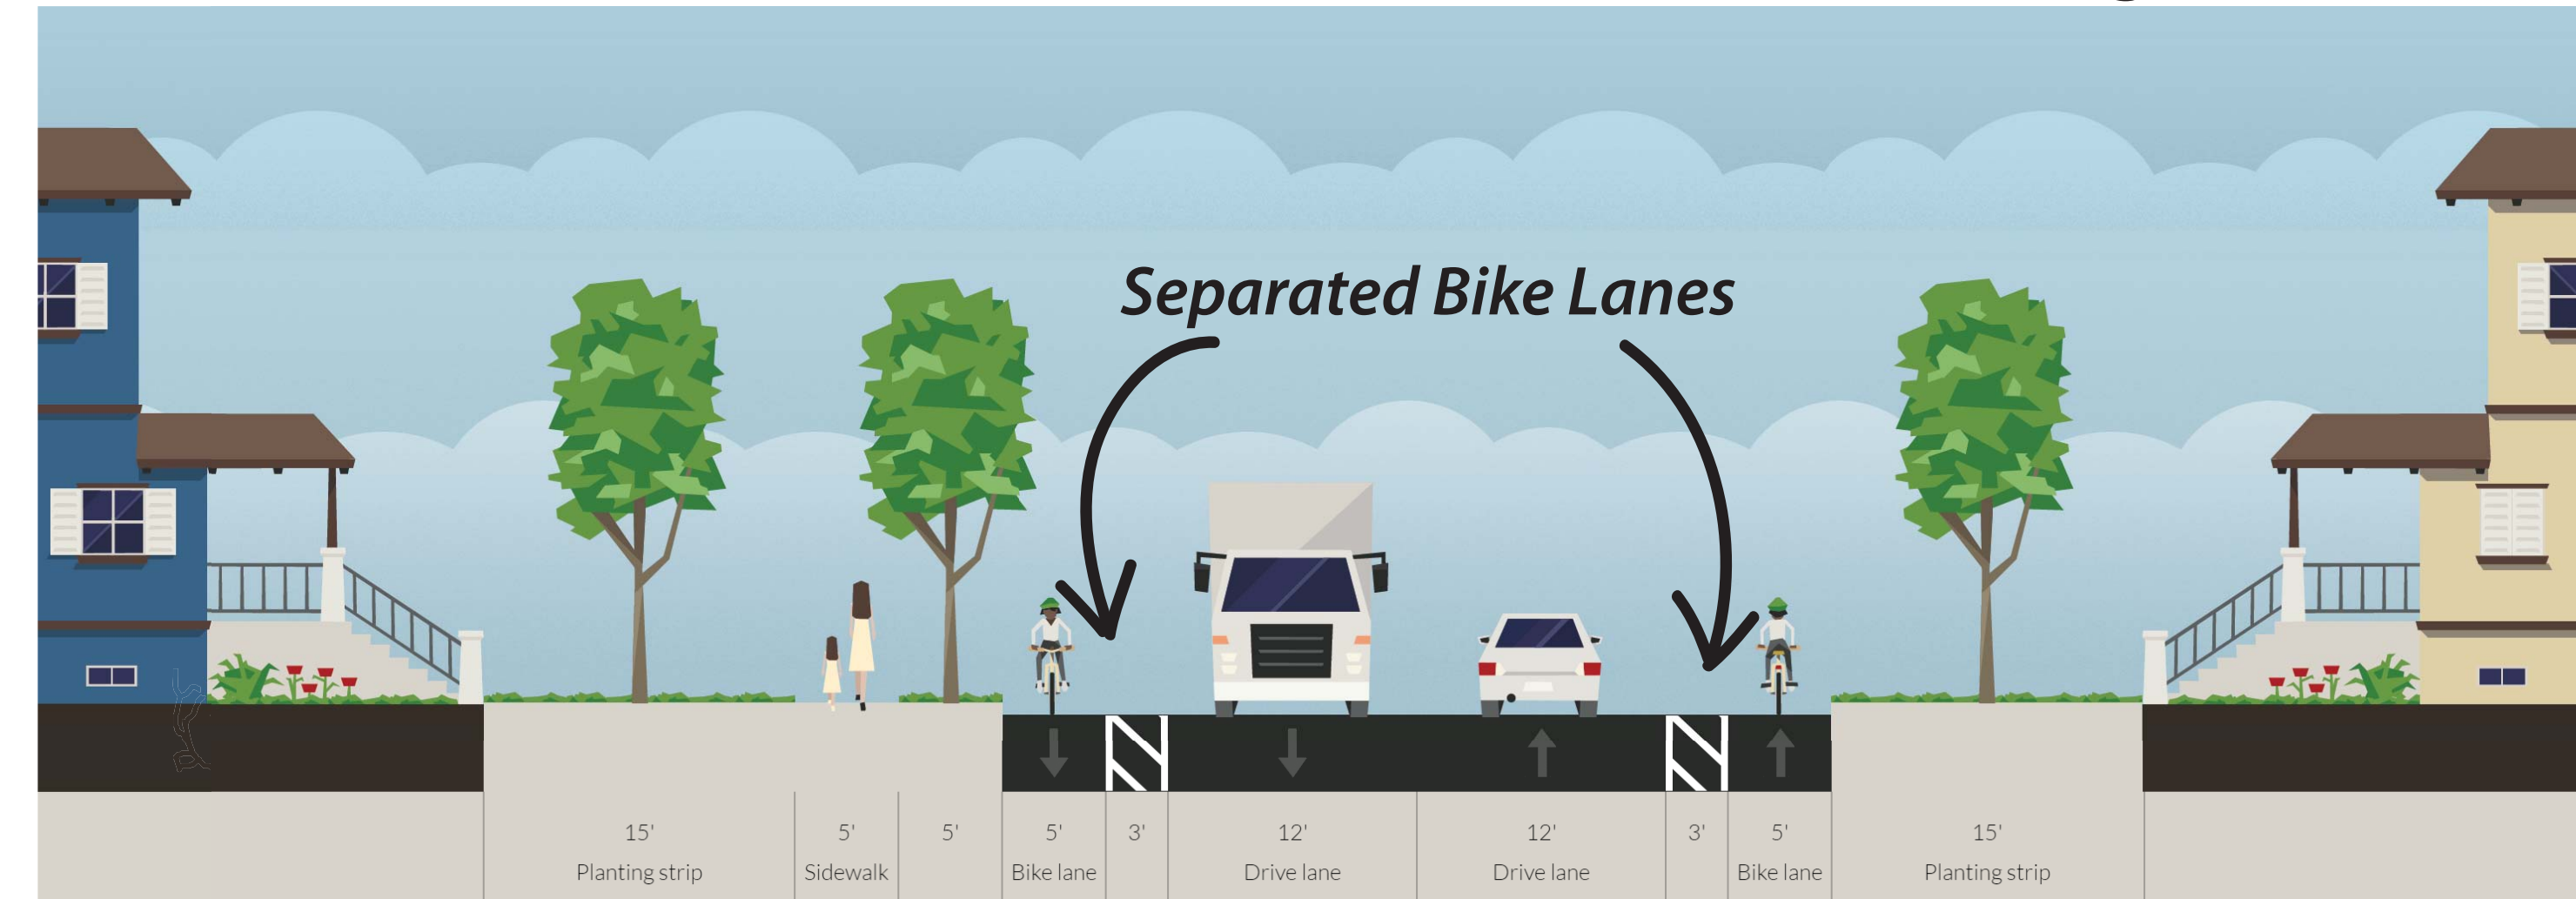 Separated Bike Lanes
15' 5' 5' 5' 3' 12' 12' 3' 5' 15'
Planting strip Sidewalk Bike lane Drive lane Drive lane Bike lane Planting strip